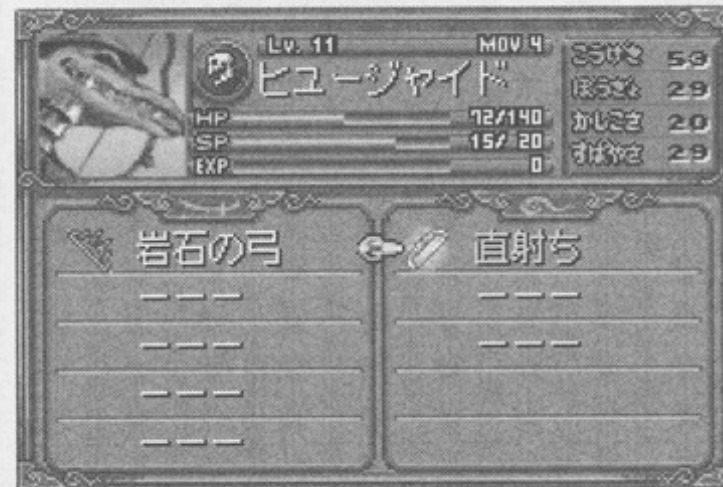 Lv. 11 MOV 4
弓 ヒュージャイド
HP 72/140
SP 15/ 20
EXP 0
こうげき 53
ぼうぎょ 29
かしこさ 20
すばやさ 29
岩石の弓
ーーー
ーーー
ーーー
ーーー
直射ち
ーーー
ーーー